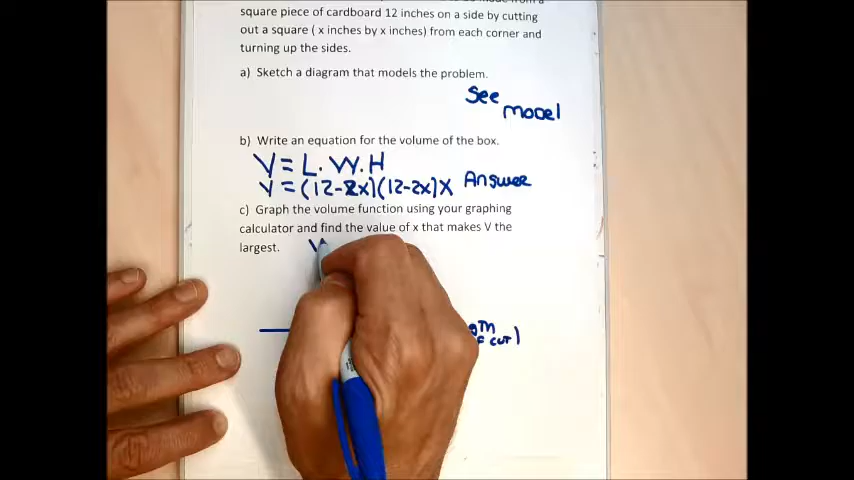 square piece of cardboard 12 inches on a side by cutting
out a square ( x inches by x inches) from each corner and
turning up the sides.
a) Sketch a diagram that models the problem.
See
model
b) Write an equation for the volume of the box.
V = L. W. H
V = (12-2x)(12-2x)X Answer
c) Graph the volume function using your graphing
calculator and find the value of x that makes V the
largest. V
cut)